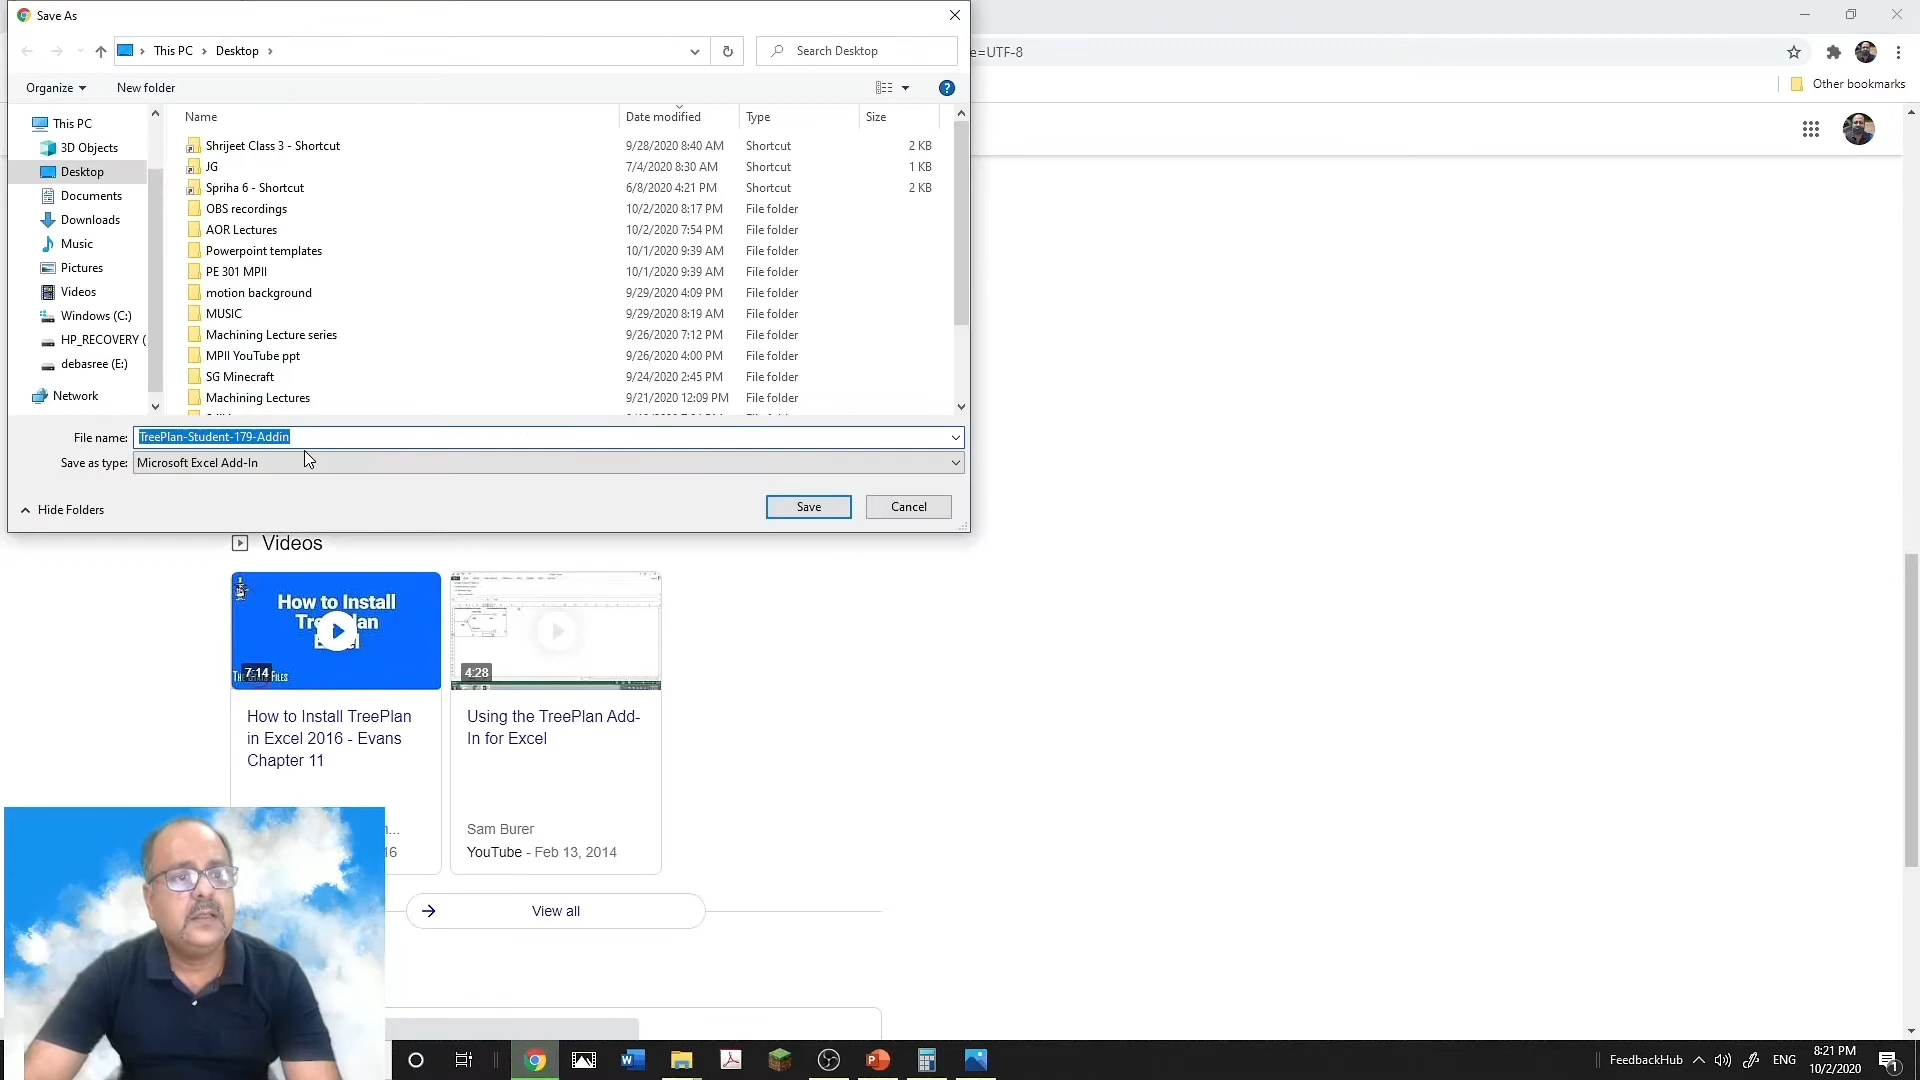 Save As
This PC
Desktop
Search Desktop
e=UTF-8
Organize
New folder
Other bookmarks
Name
Date modified
Type
Size
This PC
3D Objects
Desktop
Documents
Downloads
Music
Pictures
Videos
Windows (C:)
HP_RECOVERY (
debasree (E:)
Network
Shrijeet Class 3 - Shortcut 9/28/2020 8:40 AM Shortcut 2 KB
JG 7/4/2020 8:30 AM Shortcut 1 KB
Spriha 6 - Shortcut 6/8/2020 4:21 PM Shortcut 2 KB
OBS recordings 10/2/2020 8:17 PM File folder
AOR Lectures 10/2/2020 7:54 PM File folder
Powerpoint templates 10/1/2020 9:39 AM File folder
PE 301 MPII 10/1/2020 9:39 AM File folder
motion background 9/29/2020 4:09 PM File folder
MUSIC 9/29/2020 8:19 AM File folder
Machining Lecture series 9/26/2020 7:12 PM File folder
MPII YouTube ppt 9/26/2020 4:00 PM File folder
SG Minecraft 9/24/2020 2:45 PM File folder
Machining Lectures 9/21/2020 12:09 PM File folder
File name: TreePlan-Student-179-Addin
Save as type: Microsoft Excel Add-In
Hide Folders
Save
Cancel
Videos
How to Install
7:14
4:28
How to Install TreePlan
in Excel 2016 - Evans
Chapter 11
Using the TreePlan Add-
In for Excel
Sam Burer
YouTube - Feb 13, 2014
16
View all
FeedbackHub
ENG
8:21 PM
10/2/2020
1